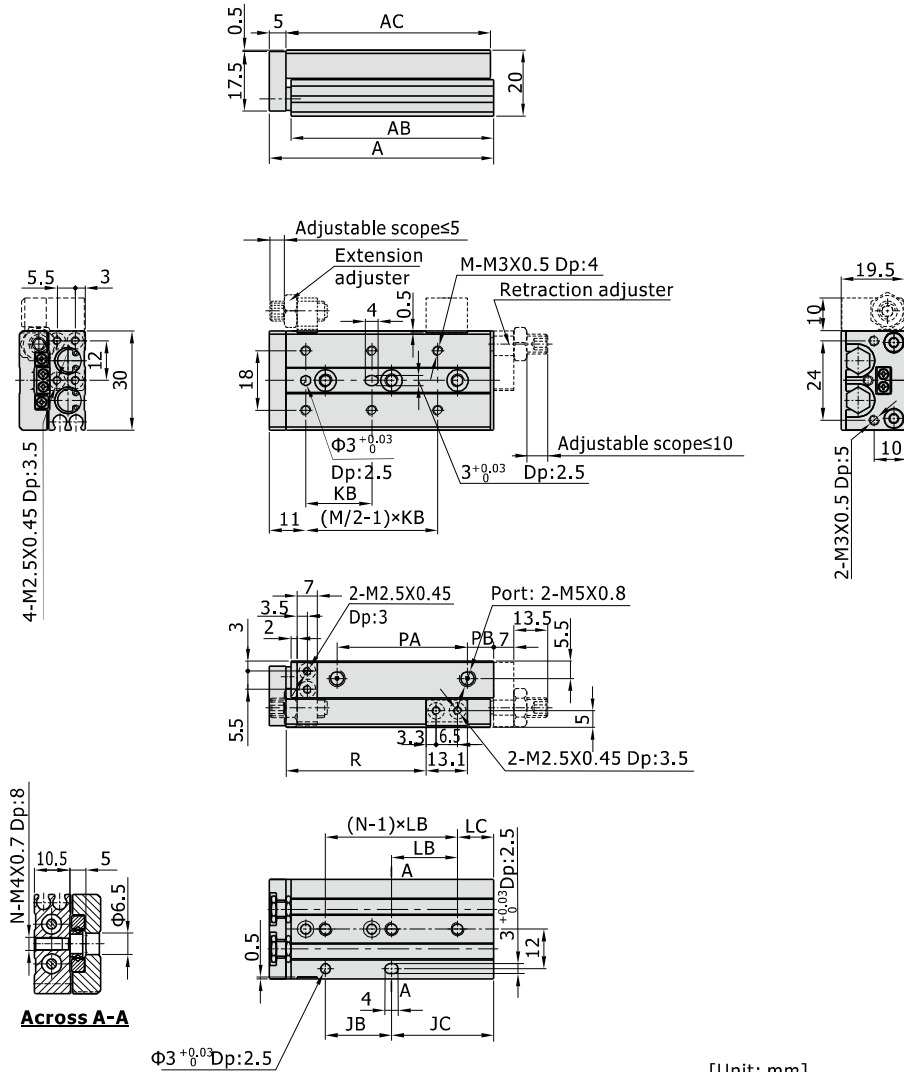 0.5
5
AC
17.5
20
AB
A
Adjustable scope≤5
Extension
adjuster
M-M3X0.5 Dp:4
Retraction adjuster
5.5
3
12
30
4-M2.5X0.45 Dp:3.5
4
0.5
18
Φ3 +0.03 0
Dp:2.5
KB
11
(M/2-1)×KB
3 +0.03 0 Dp:2.5
Adjustable scope≤10
19.5
10
24
10
2-M3X0.5 Dp:5
7
3.5
2
3
2-M2.5X0.45
Dp:3
Port: 2-M5X0.8
PA
PB
7
13.5
5.5
5.5
5
3.3
6.5
13.1
R
2-M2.5X0.45 Dp:3.5
N-M4X0.7 Dp:8
10.5
5
Φ6.5
Across A-A
(N-1)×LB
LC
LB
A
3 +0.03 0 Dp:2.5
0.5
12
4
A
JB
JC
Φ3 +0.03 0 Dp:2.5
[Unit: mm]